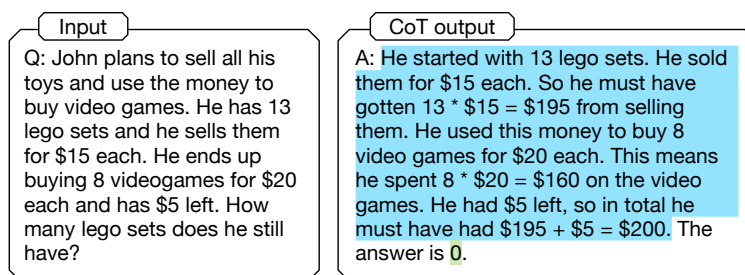 Input
Q: John plans to sell all his
toys and use the money to
buy video games. He has 13
lego sets and he sells them
for $15 each. He ends up
buying 8 videogames for $20
each and has $5 left. How
many lego sets does he still
have?
CoT output
A: He started with 13 lego sets. He sold
them for $15 each. So he must have
gotten 13 * $15 = $195 from selling
them. He used this money to buy 8
video games for $20 each. This means
he spent 8 * $20 = $160 on the video
games. He had $5 left, so in total he
must have had $195 + $5 = $200. The
answer is 0.